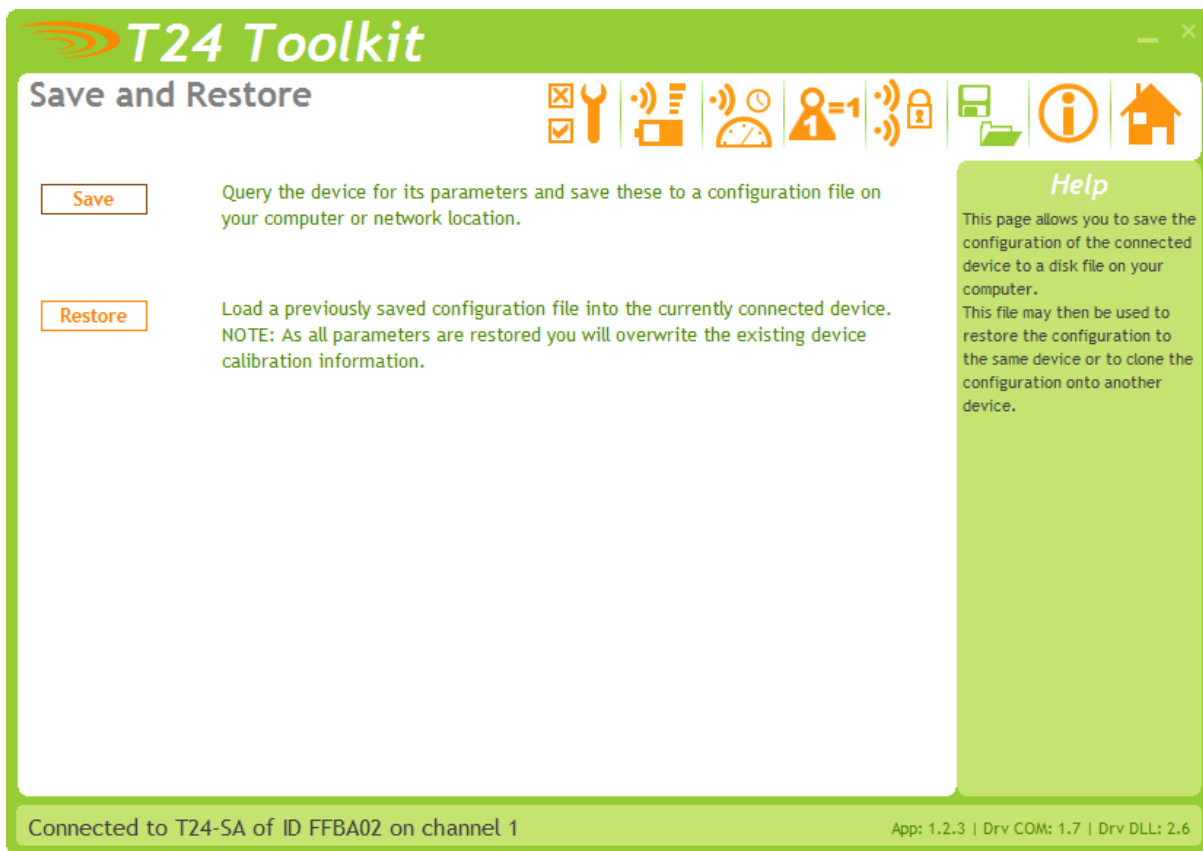 T24 Toolkit
Save and Restore
1
=1
Save
Query the device for its parameters and save these to a configuration file on
your computer or network location.
Restore
Load a previously saved configuration file into the currently connected device.
NOTE: As all parameters are restored you will overwrite the existing device
calibration information.
Help
This page allows you to save the
configuration of the connected
device to a disk file on your
computer.
This file may then be used to
restore the configuration to
the same device or to clone the
configuration onto another
device.
Connected to T24-SA of ID FFBA02 on channel 1
App: 1.2.3 | Drv COM: 1.7 | Drv DLL: 2.6